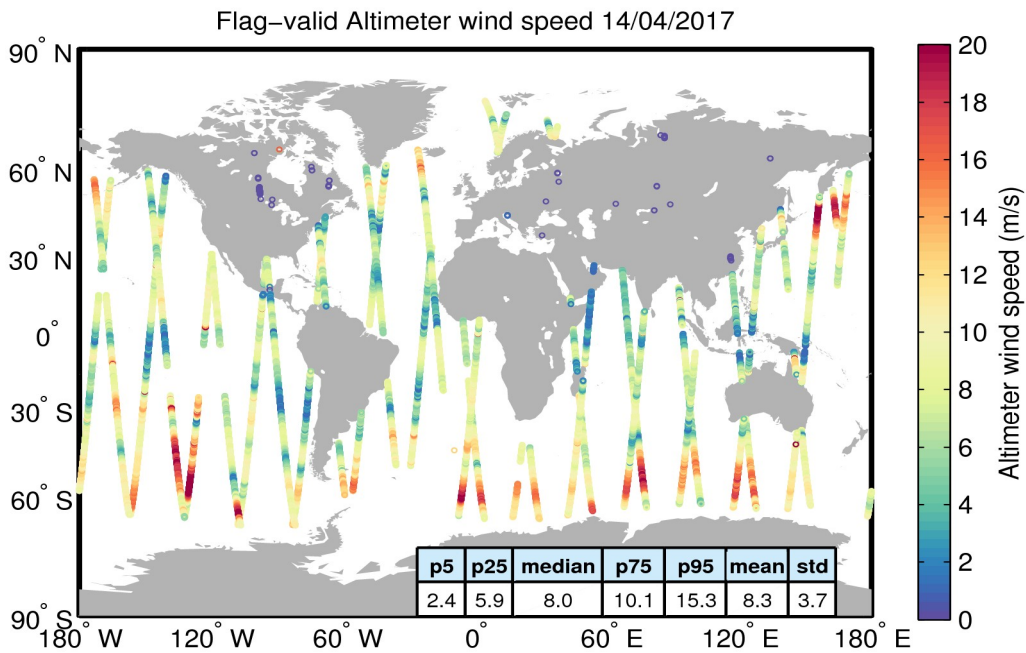 Flag−valid Altimeter wind speed 14/04/2017
90° N
60° N
30° N
0°
30° S
60° S
90° S
180° W
120° W
60° W
0°
60° E
120° E
180° E
p5 p25 median p75 p95 mean std
2.4 5.9 8.0 10.1 15.3 8.3 3.7
20
18
16
14
12
10
8
6
4
2
0
Altimeter wind speed (m/s)